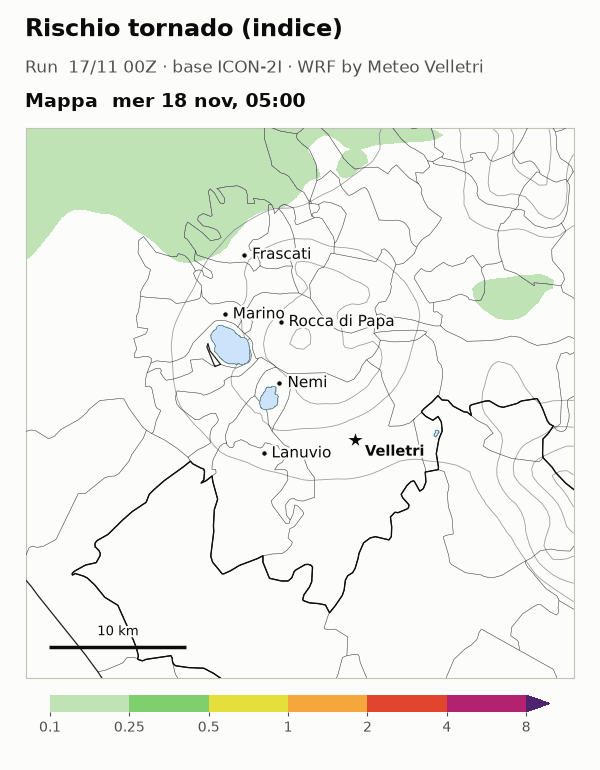 Rischio tornado (indice)
Run  17/11 00Z · base ICON-2I · WRF by Meteo Velletri
Mappa  mer 18 nov, 05:00
Frascati
Marino
Rocca di Papa
Nemi
Velletri
Lanuvio
10 km
0.1 0.25 0.5 1 2 4 8